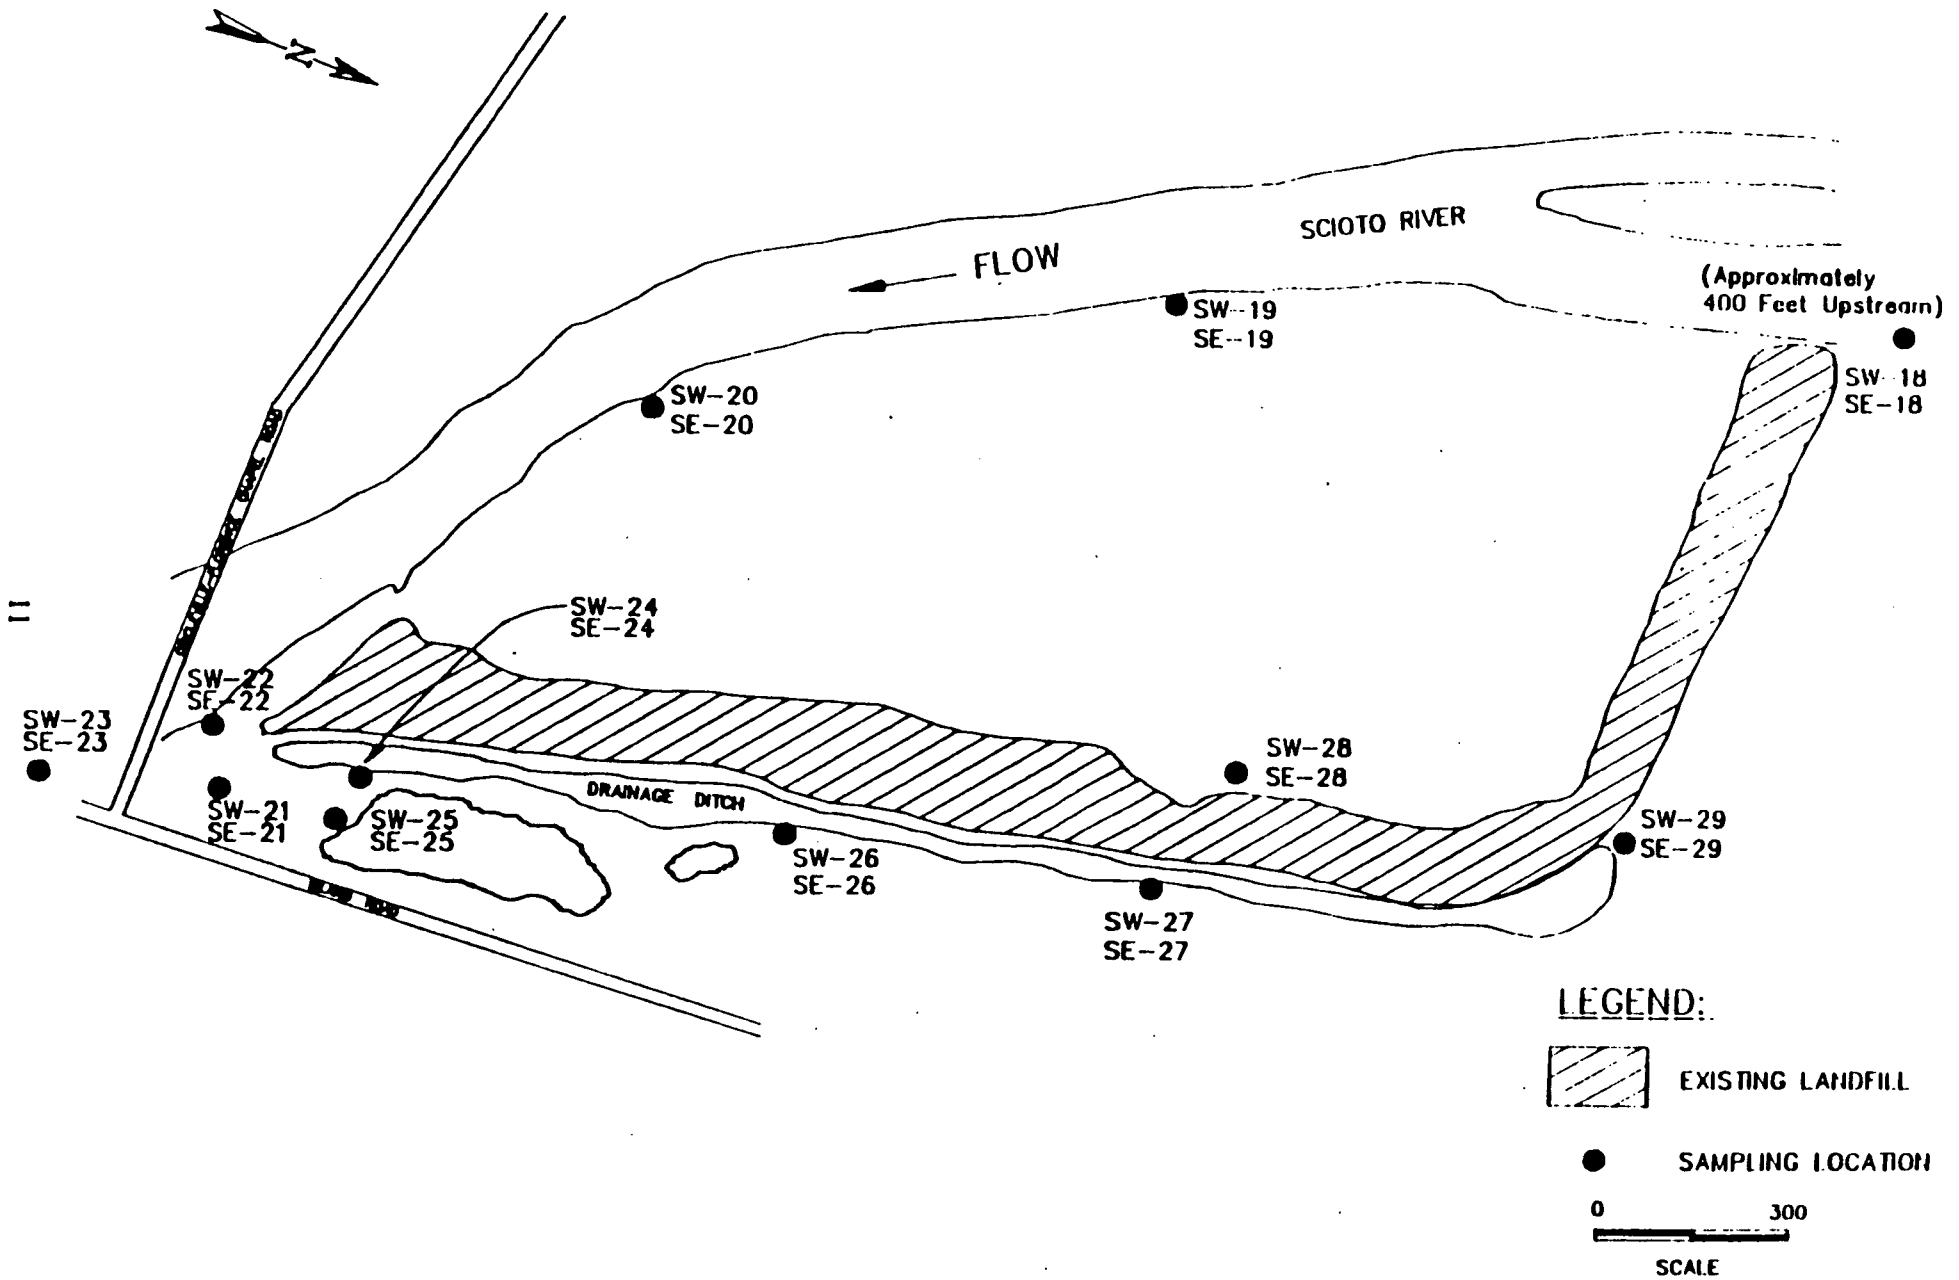 N
SCIOTO RIVER
FLOW
(Approximately
400 Feet Upstream)
SW-19
SE-19
SW-18
SE-18
SW-20
SE-20
SW-24
SE-24
II
SW-22
SE-22
SW-23
SE-23
SW-28
SE-28
DRAINAGE DITCH
SW-21
SE-21
SW-25
SE-25
SW-29
SE-29
SW-26
SE-26
ROAD
SW-27
SE-27
LEGEND:
EXISTING LANDFILL
SAMPLING LOCATION
0 300
SCALE